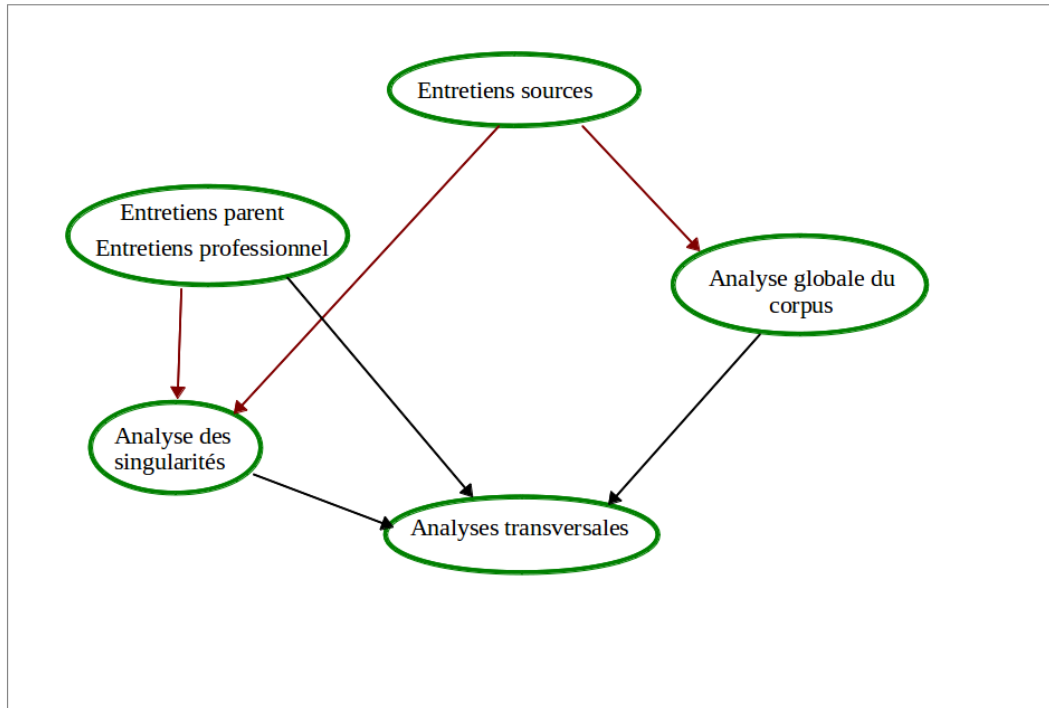 Entretiens sources
Entretiens parent
Entretiens professionnel
Analyse globale du
corpus
Analyse des
singularités
Analyses transversales